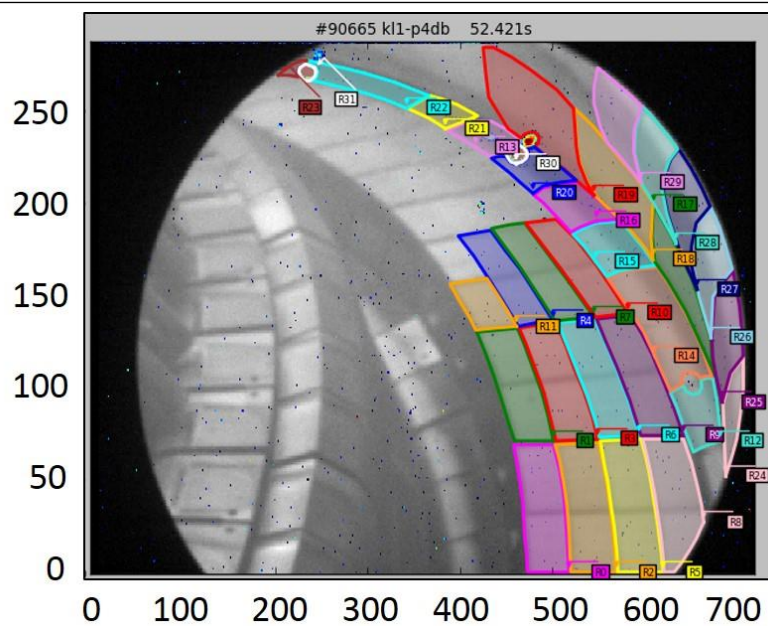 #90665 kl1-p4db 52.421s
250
200
150
100
50
0
0 100 200 300 400 500 600 700
R23
R31
R22
R21
R13
R30
R20
R19
R29
R17
R16
R28
R15
R18
R27
R10
R4
R7
R11
R26
R14
R25
R1
R3
R6
R9
R12
R24
R8
R0
R2
R5